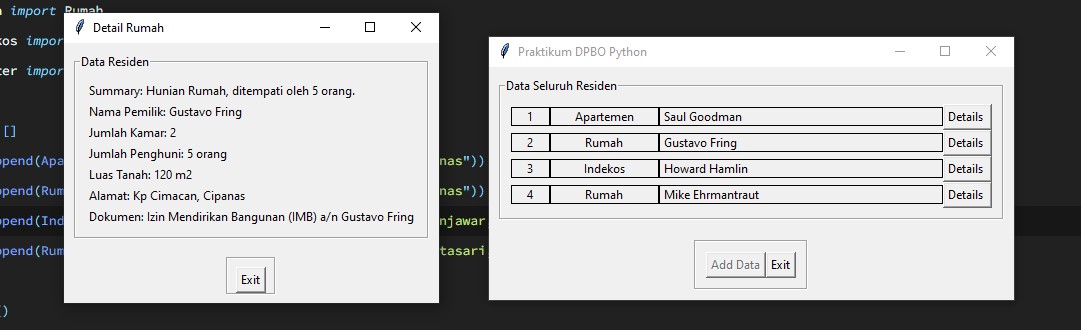 import Rumah
kos impor
ter impor
[]
ppend(Apa
ppend(Rum
ppend(Ind
ppend(Rum
()
Detail Rumah
Data Residen
Summary: Hunian Rumah, ditempati oleh 5 orang.
Nama Pemilik: Gustavo Fring
Jumlah Kamar: 2
Jumlah Penghuni: 5 orang
Luas Tanah: 120 m2
Alamat: Kp Cimacan, Cipanas
Dokumen: Izin Mendirikan Bangunan (IMB) a/n Gustavo Fring
Exit
nas"))
nas"))
njawar
tasari
Praktikum DPBO Python
Data Seluruh Residen
1 Apartemen Saul Goodman Details
2 Rumah Gustavo Fring Details
3 Indekos Howard Hamlin Details
4 Rumah Mike Ehrmantraut Details
Add Data Exit